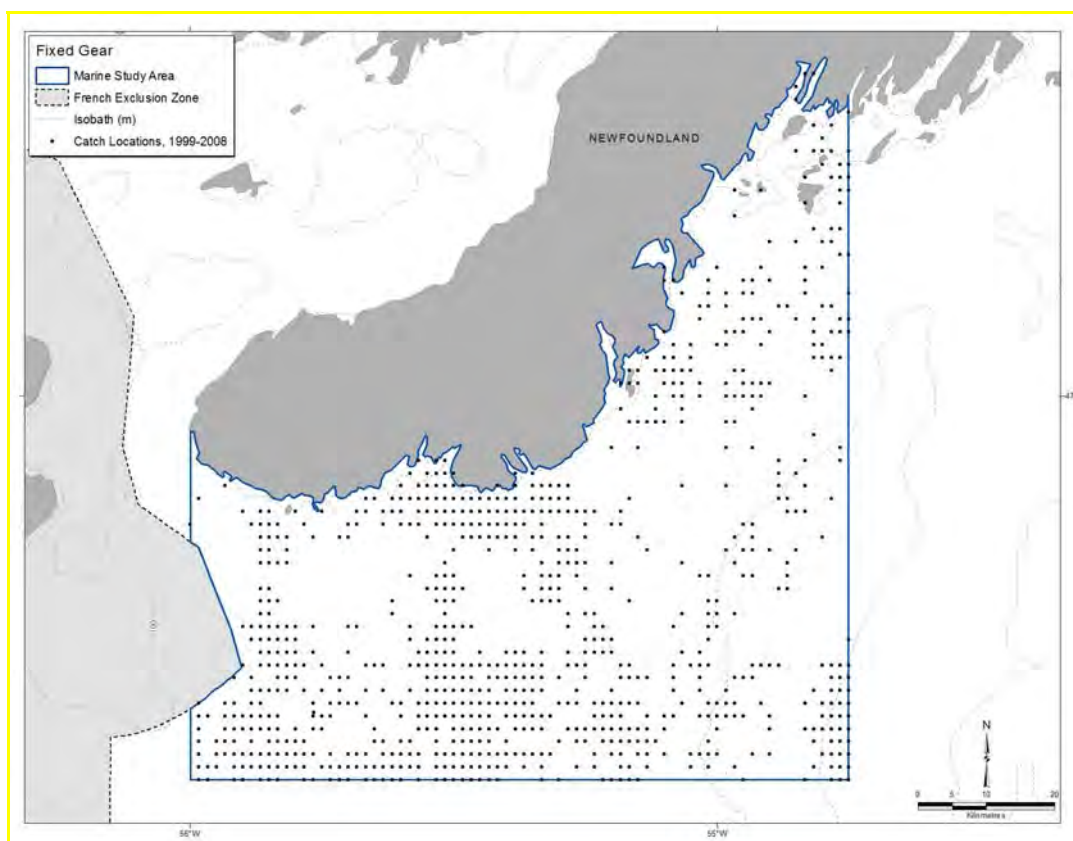 Fixed Gear
Marine Study Area
French Exclusion Zone
Isobath (m)
Catch Locations, 1999-2008
NEWFOUNDLAND
N
0 5 10 20
Kilometres
56°W
55°W